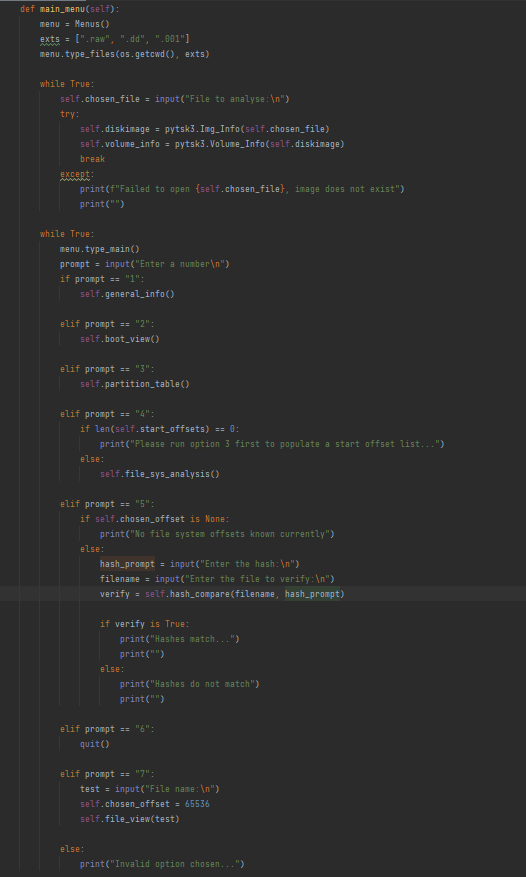 def main_menu(self):
    menu = Menus()
    exts = [".raw", ".dd", ".001"]
    menu.type_files(os.getcwd(), exts)

    while True:
        self.chosen_file = input("File to analyse:\n")
        try:
            self.diskimage = pytsk3.Img_Info(self.chosen_file)
            self.volume_info = pytsk3.Volume_Info(self.diskimage)
            break
        except:
            print(f"Failed to open {self.chosen_file}, image does not exist")
            print("")

    while True:
        menu.type_main()
        prompt = input("Enter a number\n")
        if prompt == "1":
            self.general_info()

        elif prompt == "2":
            self.boot_view()

        elif prompt == "3":
            self.partition_table()

        elif prompt == "4":
            if len(self.start_offsets) == 0:
                print("Please run option 3 first to populate a start offset list...")
            else:
                self.file_sys_analysis()

        elif prompt == "5":
            if self.chosen_offset is None:
                print("No file system offsets known currently")
            else:
                hash_prompt = input("Enter the hash:\n")
                filename = input("Enter the file to verify:\n")
                verify = self.hash_compare(filename, hash_prompt)

                if verify is True:
                    print("Hashes match...")
                    print("")
                else:
                    print("Hashes do not match")
                    print("")

        elif prompt == "6":
            quit()

        elif prompt == "7":
            test = input("File name:\n")
            self.chosen_offset = 65536
            self.file_view(test)

        else:
            print("Invalid option chosen...")